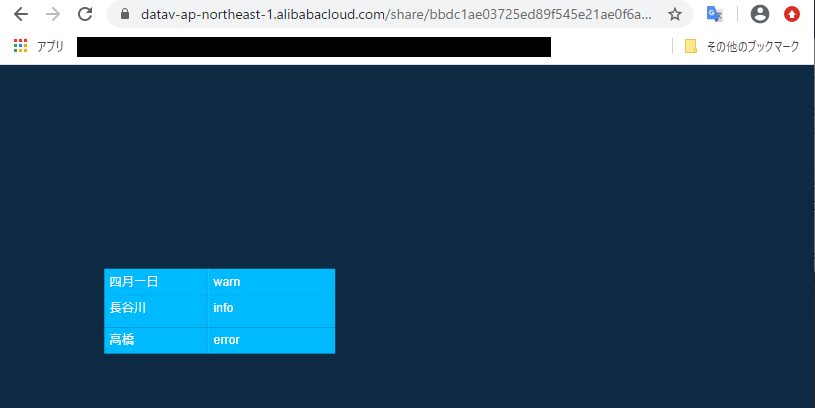 datav-ap-northeast-1.alibabacloud.com/share/bbdc1ae03725ed89f545e21ae0f6a...
アプリ
その他のブックマーク
四月一日 warn
長谷川 info
高橋 error